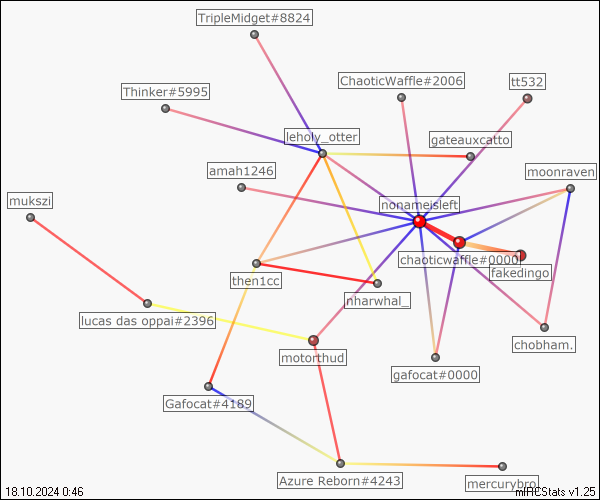 TripleMidget#8824
ChaoticWaffle#2006
tt532
Thinker#5995
leholy_otter
gateauxcatto
amah1246
moonraven
mukszi
nonameisleft
chaoticwaffle#0000
fakedingo
then1cc
nharwhal_
lucas das oppai#2396
chobham.
motorthud
gafocat#0000
Gafocat#4189
Azure Reborn#4243
mercurybro
18.10.2024 0:46
mIRCStats v1.25